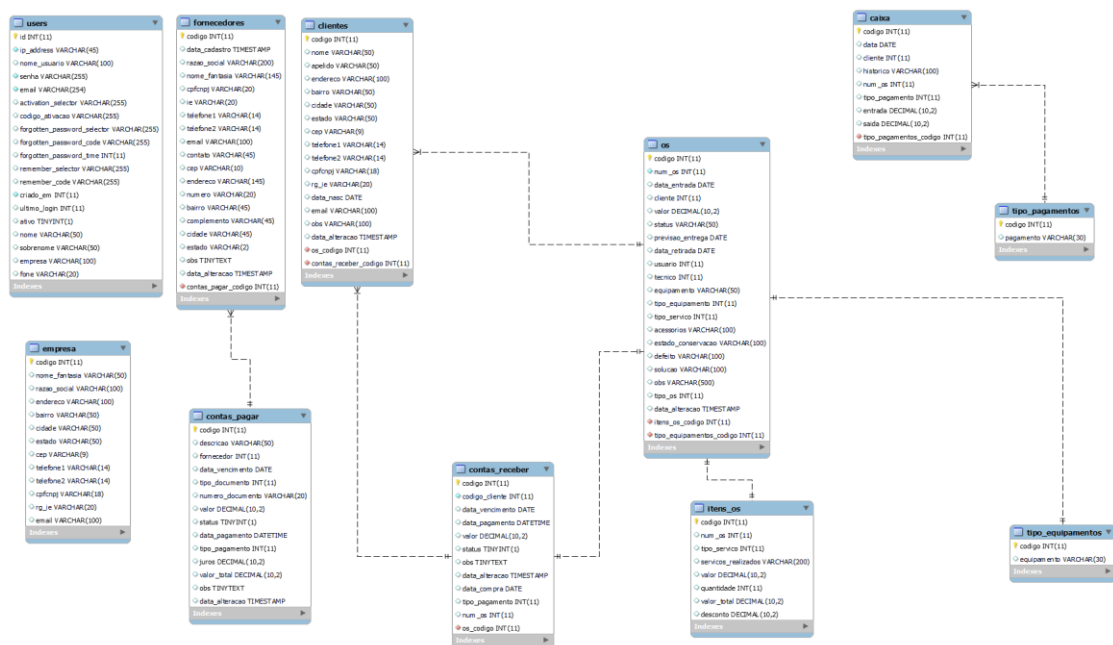 users
id INT(11)
ip_address VARCHAR(45)
nome_usuario VARCHAR(100)
senha VARCHAR(255)
email VARCHAR(254)
activation_selector VARCHAR(255)
codigo_ativacao VARCHAR(255)
forgotten_password_selector VARCHAR(255)
forgotten_password_code VARCHAR(255)
forgotten_password_time INT(11)
remember_selector VARCHAR(255)
remember_code VARCHAR(255)
criado_em INT(11)
ultimo_login INT(11)
ativo TINYINT(1)
nome VARCHAR(50)
sobrenome VARCHAR(50)
empresa VARCHAR(100)
fone VARCHAR(20)
Indexes
fornecedores
codigo INT(11)
data_cadastro TIMESTAMP
razao_social VARCHAR(200)
nome_fantasia VARCHAR(145)
cpfcnpj VARCHAR(20)
ie VARCHAR(20)
telefone1 VARCHAR(14)
telefone2 VARCHAR(14)
email VARCHAR(100)
contato VARCHAR(45)
cep VARCHAR(10)
endereco VARCHAR(145)
numero VARCHAR(20)
bairro VARCHAR(45)
complemento VARCHAR(45)
cidade VARCHAR(45)
estado VARCHAR(2)
obs TINYTEXT
data_alteracao TIMESTAMP
contas_pagar_codigo INT(11)
Indexes
clientes
codigo INT(11)
nome VARCHAR(50)
apelido VARCHAR(50)
endereco VARCHAR(100)
bairro VARCHAR(50)
cidade VARCHAR(50)
estado VARCHAR(50)
cep VARCHAR(9)
telefone1 VARCHAR(14)
telefone2 VARCHAR(14)
cpfcnpj VARCHAR(18)
rg_ie VARCHAR(20)
data_nasc DATE
email VARCHAR(100)
obs VARCHAR(100)
data_alteracao TIMESTAMP
os_codigo INT(11)
contas_receber_codigo INT(11)
Indexes
caixa
codigo INT(11)
data DATE
cliente INT(11)
historico VARCHAR(100)
num_os INT(11)
tipo_pagamento INT(11)
entrada DECIMAL(10,2)
saida DECIMAL(10,2)
tipo_pagamentos_codigo INT(11)
Indexes
os
codigo INT(11)
num_os INT(11)
data_entrada DATE
cliente INT(11)
valor DECIMAL(10,2)
status VARCHAR(50)
previsao_entrega DATE
data_retirada DATE
usuario INT(11)
tecnico INT(11)
equipamento VARCHAR(50)
tipo_equipamento INT(11)
tipo_servico INT(11)
acessorios VARCHAR(100)
estado_conservacao VARCHAR(100)
defeito VARCHAR(100)
solucao VARCHAR(100)
obs VARCHAR(500)
tipo_os INT(11)
data_alteracao TIMESTAMP
itens_os_codigo INT(11)
tipo_equipamentos_codigo INT(11)
Indexes
tipo_pagamentos
codigo INT(11)
pagamento VARCHAR(30)
Indexes
empresa
codigo INT(11)
nome_fantasia VARCHAR(50)
razao_social VARCHAR(100)
endereco VARCHAR(100)
bairro VARCHAR(50)
cidade VARCHAR(50)
estado VARCHAR(50)
cep VARCHAR(9)
telefone1 VARCHAR(14)
telefone2 VARCHAR(14)
cpfcnpj VARCHAR(18)
rg_ie VARCHAR(20)
email VARCHAR(100)
Indexes
contas_pagar
codigo INT(11)
descricao VARCHAR(50)
fornecedor INT(11)
data_vencimento DATE
tipo_documento INT(11)
numero_documento VARCHAR(20)
valor DECIMAL(10,2)
status TINYINT(1)
data_pagamento DATETIME
tipo_pagamento INT(11)
juros DECIMAL(10,2)
valor_total DECIMAL(10,2)
obs TINYTEXT
data_alteracao TIMESTAMP
Indexes
contas_receber
codigo INT(11)
codigo_cliente INT(11)
data_vencimento DATE
data_pagamento DATETIME
valor DECIMAL(10,2)
status TINYINT(1)
obs TINYTEXT
data_alteracao TIMESTAMP
data_compra DATE
tipo_pagamento INT(11)
num_os INT(11)
os_codigo INT(11)
Indexes
itens_os
codigo INT(11)
num_os INT(11)
tipo_servico INT(11)
servicos_realizados VARCHAR(200)
valor DECIMAL(10,2)
quantidade INT(11)
valor_total DECIMAL(10,2)
desconto DECIMAL(10,2)
Indexes
tipo_equipamentos
codigo INT(11)
equipamento VARCHAR(30)
Indexes